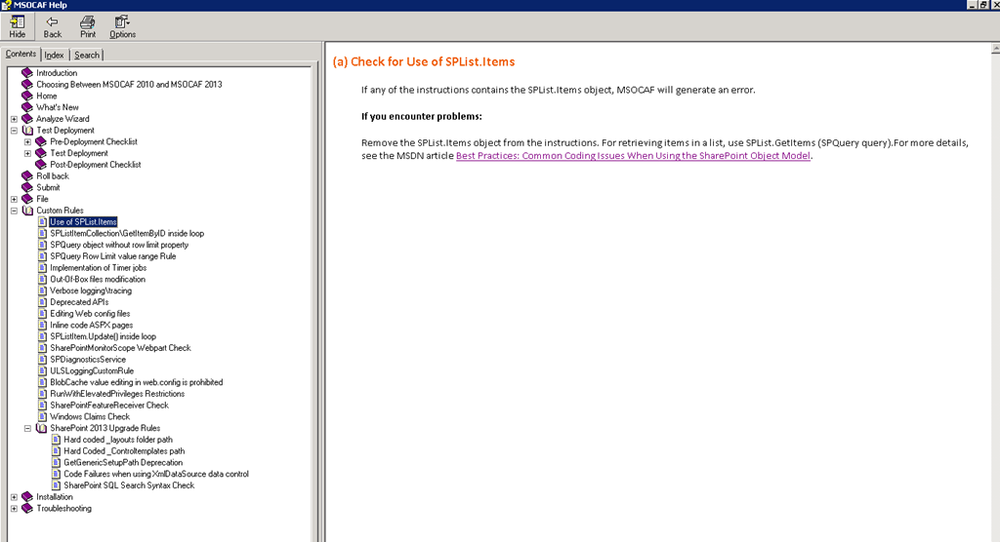 MSOCAF Help
Hide Back Print Options
Contents Index Search
Introduction
Choosing Between MSOCAF 2010 and MSOCAF 2013
Home
What's New
Analyze Wizard
Test Deployment
Pre-Deployment Checklist
Test Deployment
Post-Deployment Checklist
Roll back
Submit
File
Custom Rules
Use of SPList.Items
SPListItemCollection\GetItemByID inside loop
SPQuery object without row limit property
SPQuery Row Limit value range Rule
Implementation of Timer jobs
Out-Of-Box files modification
Verbose logging\tracing
Deprecated APIs
Editing Web config files
Inline code ASPX pages
SPListItem.Update() inside loop
SharePointMonitorScope Webpart Check
SPDiagnosticsService
ULSLoggingCustomRule
BlobCache value editing in web.config is prohibited
RunWithElevatedPrivileges Restrictions
SharePointFeatureReceiver Check
Windows Claims Check
SharePoint 2013 Upgrade Rules
Hard coded _layouts folder path
Hard Coded _Controltemplates path
GetGenericSetupPath Deprecation
Code Failures when using XmlDataSource data control
SharePoint SQL Search Syntax Check
Installation
Troubleshooting
(a) Check for Use of SPList.Items
If any of the instructions contains the SPList.Items object, MSOCAF will generate an error.
If you encounter problems:
Remove the SPList.Items object from the instructions. For retrieving items in a list, use SPList.GetItems (SPQuery query).For more details,
see the MSDN article Best Practices: Common Coding Issues When Using the SharePoint Object Model.